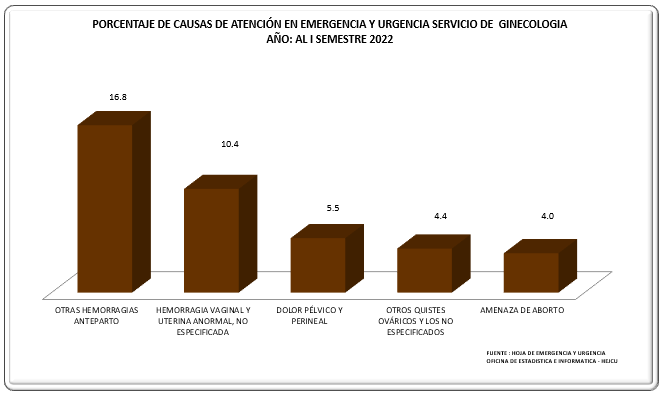 PORCENTAJE DE CAUSAS DE ATENCIÓN EN EMERGENCIA Y URGENCIA SERVICIO DE GINECOLOGIA
AÑO: AL I SEMESTRE 2022
16.8
10.4
5.5
4.4
4.0
OTRAS HEMORRAGIAS
ANTEPARTO
HEMORRAGIA VAGINAL Y
UTERINA ANORMAL, NO
ESPECIFICADA
DOLOR PÉLVICO Y
PERINEAL
OTROS QUISTES
OVÁRICOS Y LOS NO
ESPECIFICADOS
AMENAZA DE ABORTO
FUENTE : HOJA DE EMERGENCIA Y URGENCIA
OFICINA DE ESTADISTICA E INFORMATICA - HEJCU